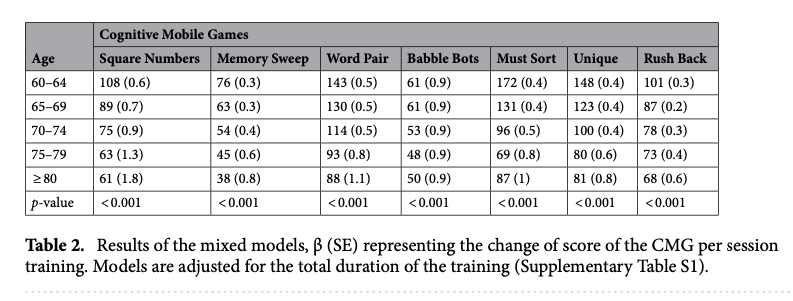 Cognitive Mobile Games
Age Square Numbers Memory Sweep Word Pair Babble Bots Must Sort Unique Rush Back
60–64 108 (0.6) 76 (0.3) 143 (0.5) 61 (0.9) 172 (0.4) 148 (0.4) 101 (0.3)
65–69 89 (0.7) 63 (0.3) 130 (0.5) 61 (0.9) 131 (0.4) 123 (0.4) 87 (0.2)
70–74 75 (0.9) 54 (0.4) 114 (0.5) 53 (0.9) 96 (0.5) 100 (0.4) 78 (0.3)
75–79 63 (1.3) 45 (0.6) 93 (0.8) 48 (0.9) 69 (0.8) 80 (0.6) 73 (0.4)
≥ 80 61 (1.8) 38 (0.8) 88 (1.1) 50 (0.9) 87 (1) 81 (0.8) 68 (0.6)
p-value < 0.001 < 0.001 < 0.001 < 0.001 < 0.001 < 0.001 < 0.001
Table 2. Results of the mixed models, β (SE) representing the change of score of the CMG per session
training. Models are adjusted for the total duration of the training (Supplementary Table S1).